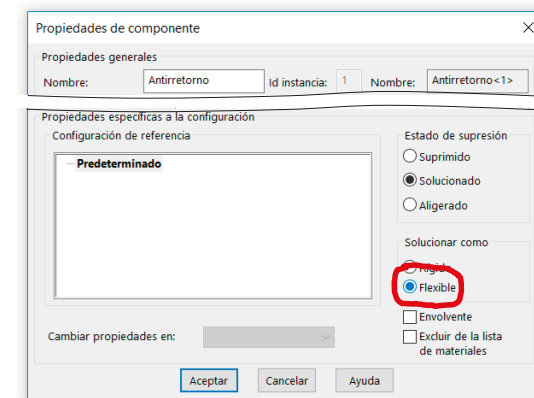 Propiedades de componente
Propiedades generales
Nombre: Antirretorno Id instancia: 1 Nombre: Antirretorno<1>
Propiedades específicas a la configuración
Configuración de referencia
Predeterminado
Estado de supresión
Suprimido
Solucionado
Aligerado
Solucionar como
Rígido
Flexible
Envolvente
Excluir de la lista
de materiales
Cambiar propiedades en:
Aceptar Cancelar Ayuda